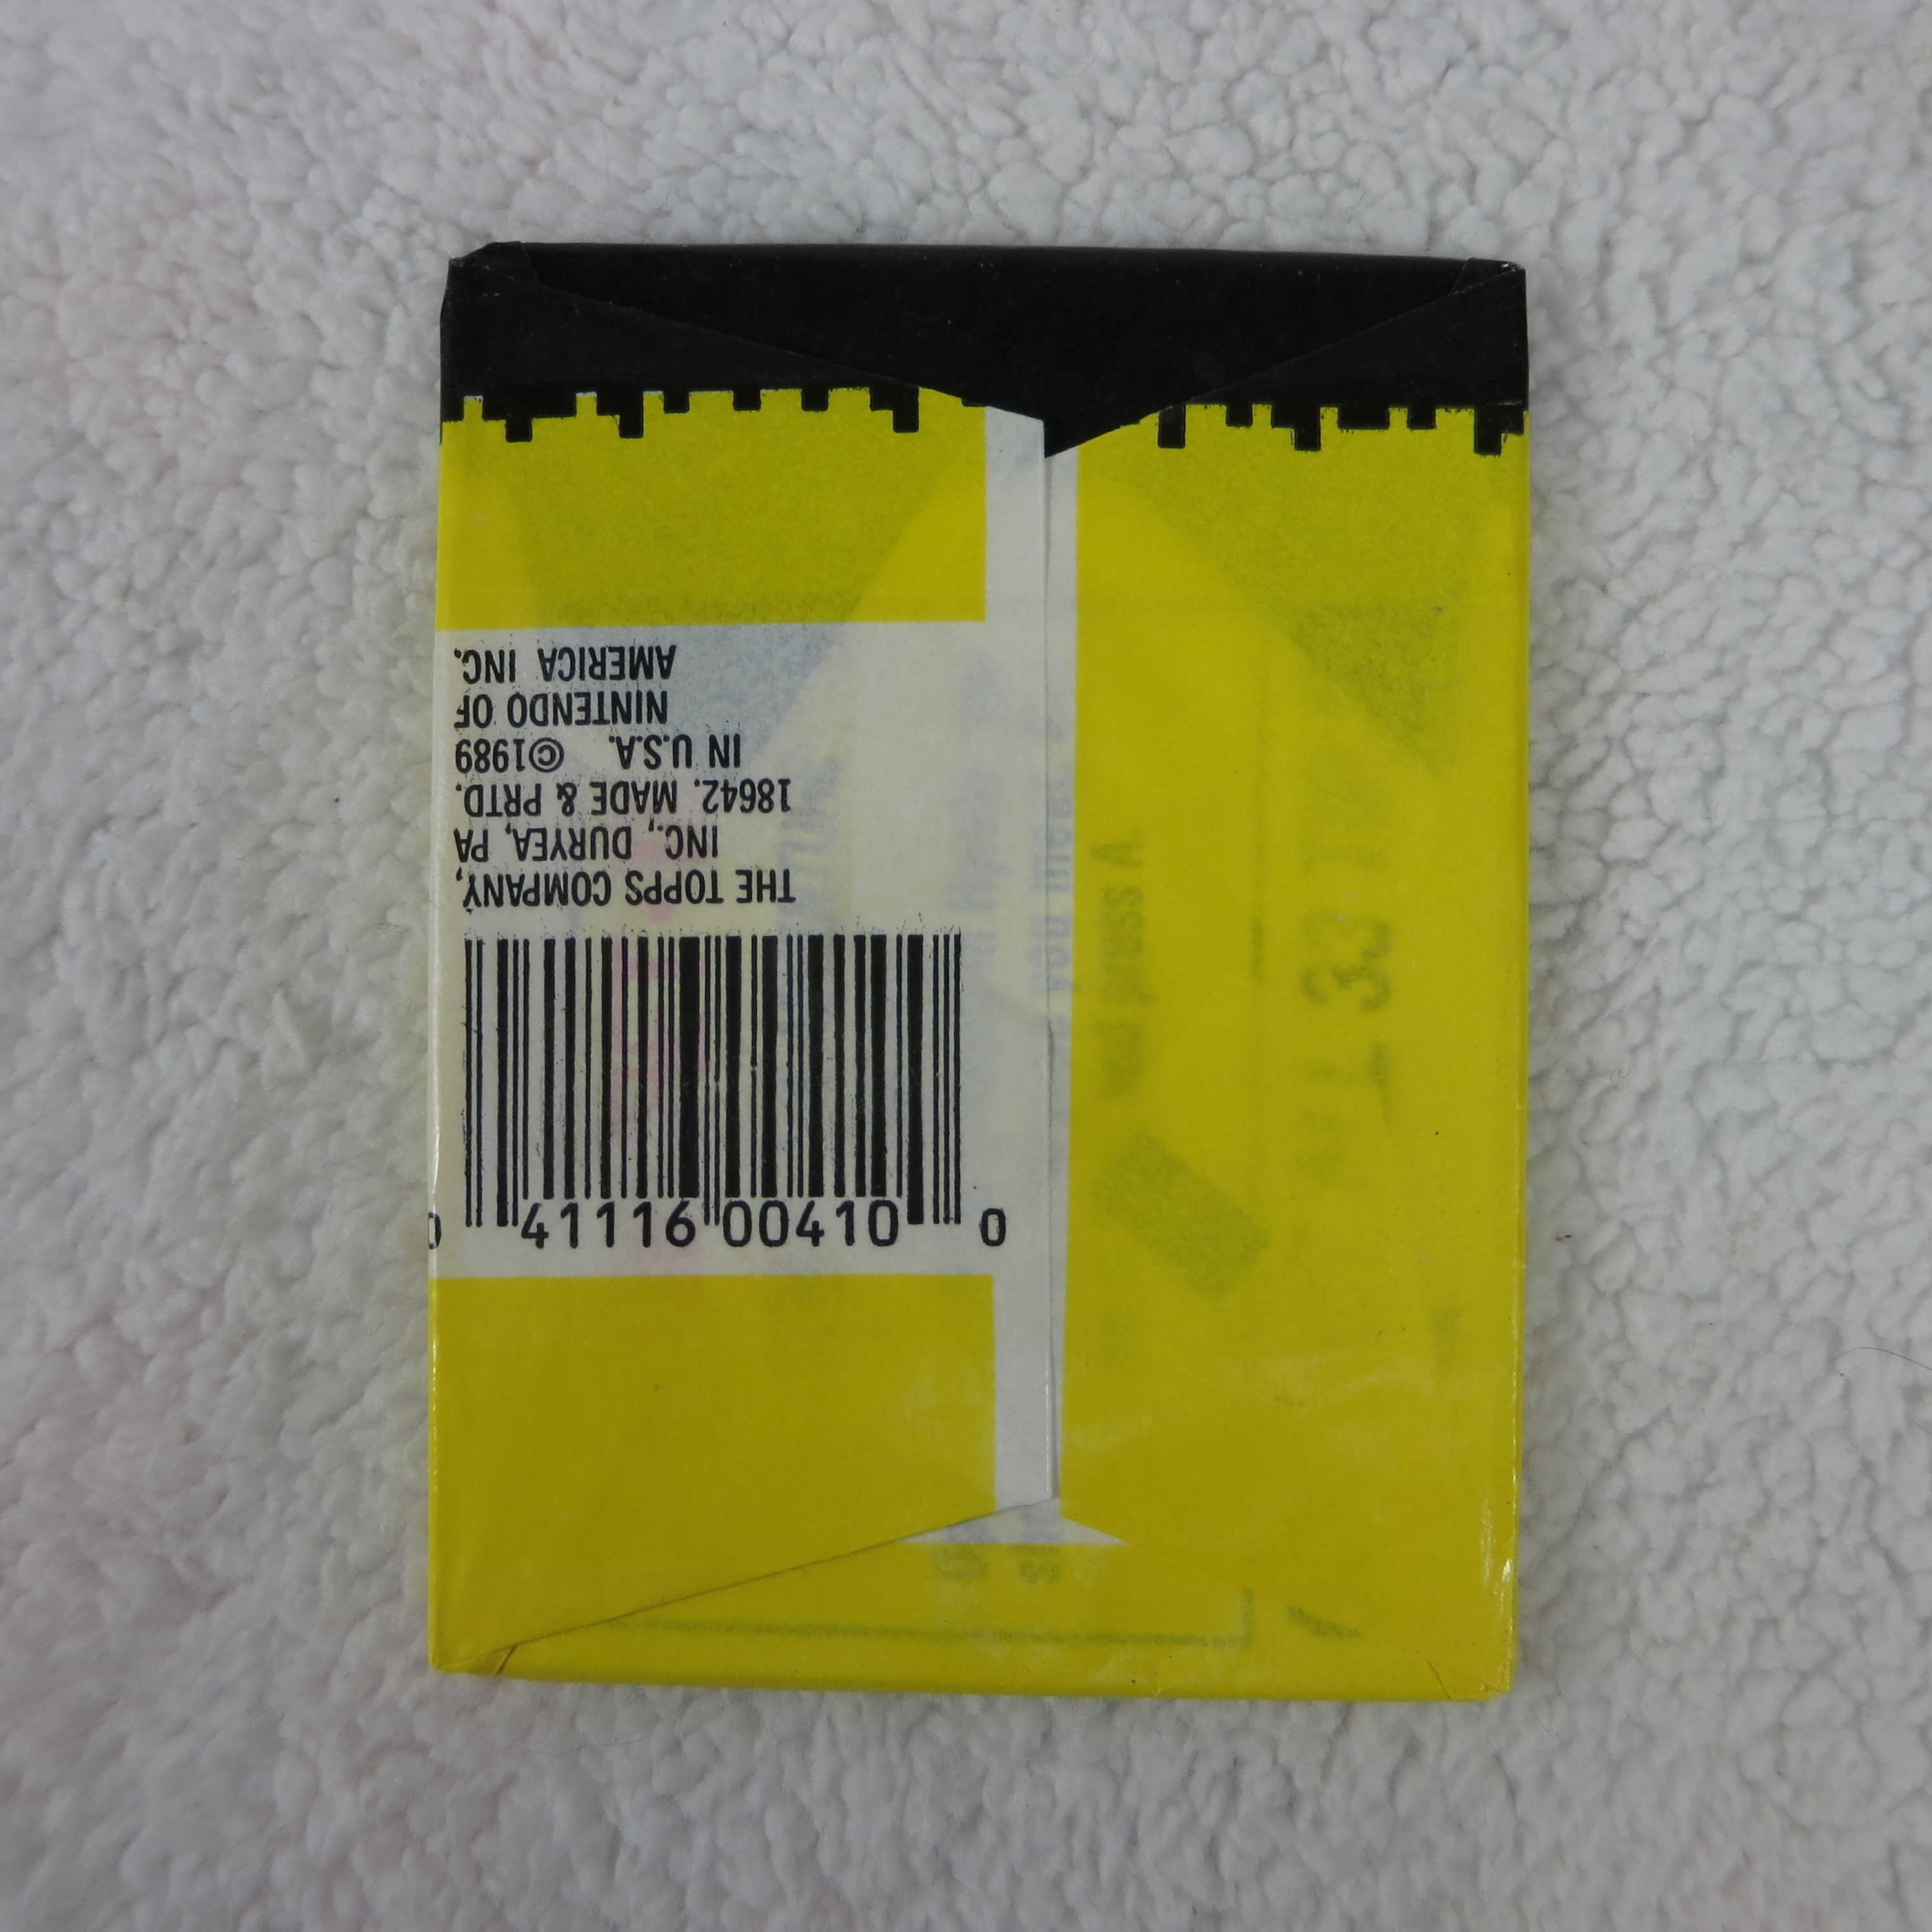 THE TOPPS COMPANY,
INC., DURYEA, PA
18642. MADE & PRTD.
IN U.S.A. ©1989
NINTENDO OF
AMERICA INC.
0 41116 00410 0